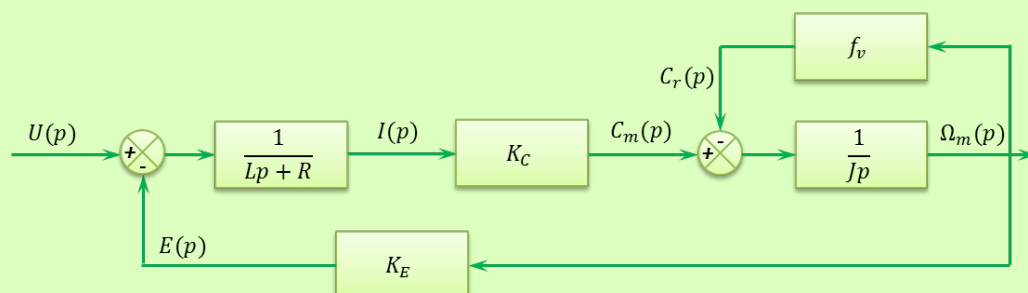 f_v
C_r(p)
U(p)
+
-
1
Lp + R
I(p)
K_C
C_m(p)
+
-
1
Jp
Ω_m(p)
E(p)
K_E